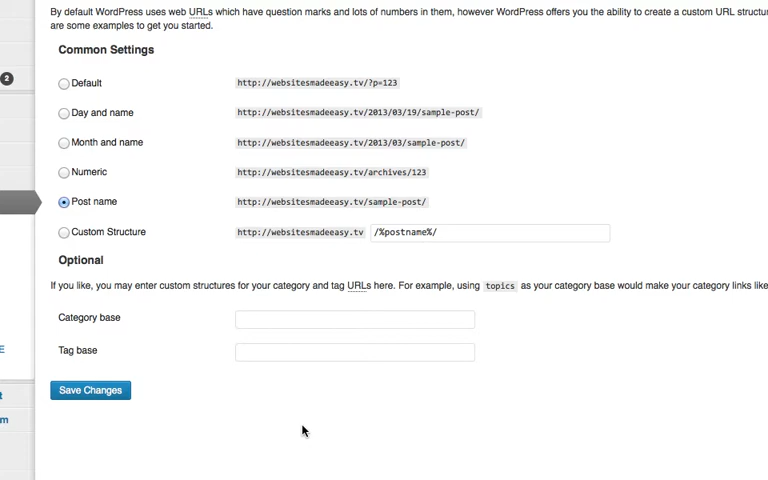 By default WordPress uses web URLs which have question marks and lots of numbers in them, however WordPress offers you the ability to create a custom URL
are some examples to get you started.
Common Settings
2
Default http://websitesmadeeasy.tv/?p=123
Day and name http://websitesmadeeasy.tv/2013/03/19/sample-post/
Month and name http://websitesmadeeasy.tv/2013/03/sample-post/
Numeric http://websitesmadeeasy.tv/archives/123
Post name http://websitesmadeeasy.tv/sample-post/
Custom Structure http://websitesmadeeasy.tv /%postname%/
Optional
If you like, you may enter custom structures for your category and tag URLs here. For example, using topics as your category base would make your category links like
Category base
E
Tag base
Save Changes
t
m